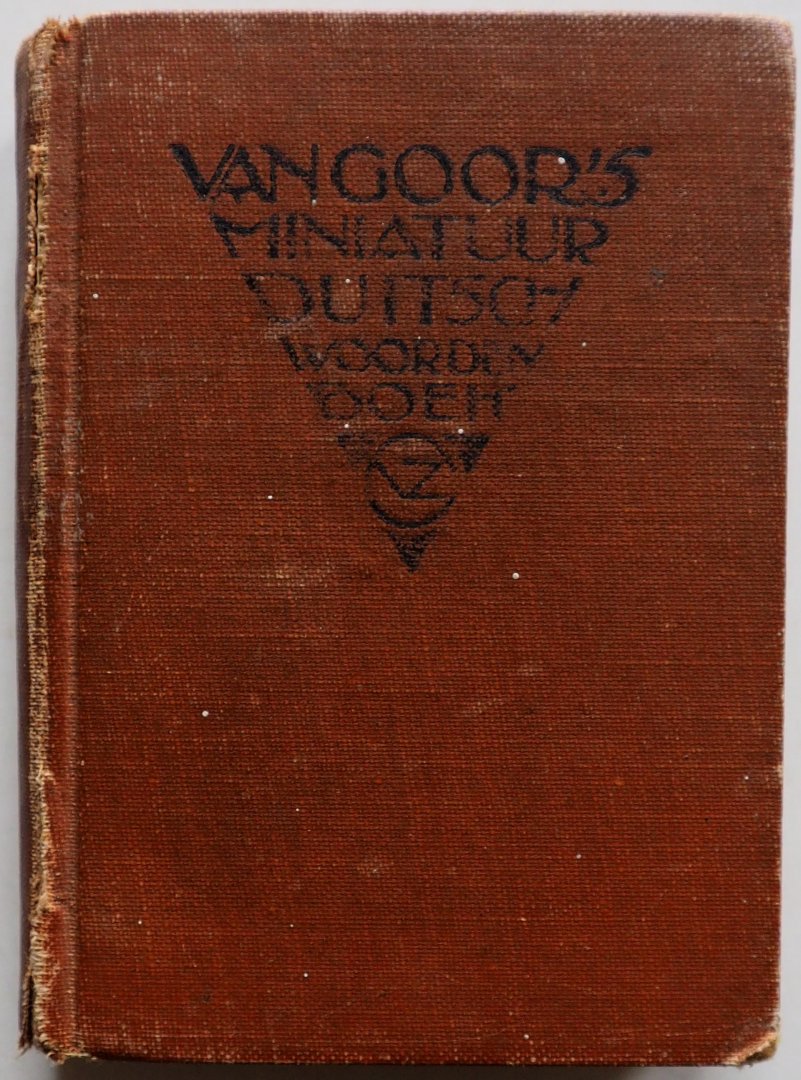 VAN GOOR'S
MINIATUUR
DUITSCH
WOORDEN
BOEK